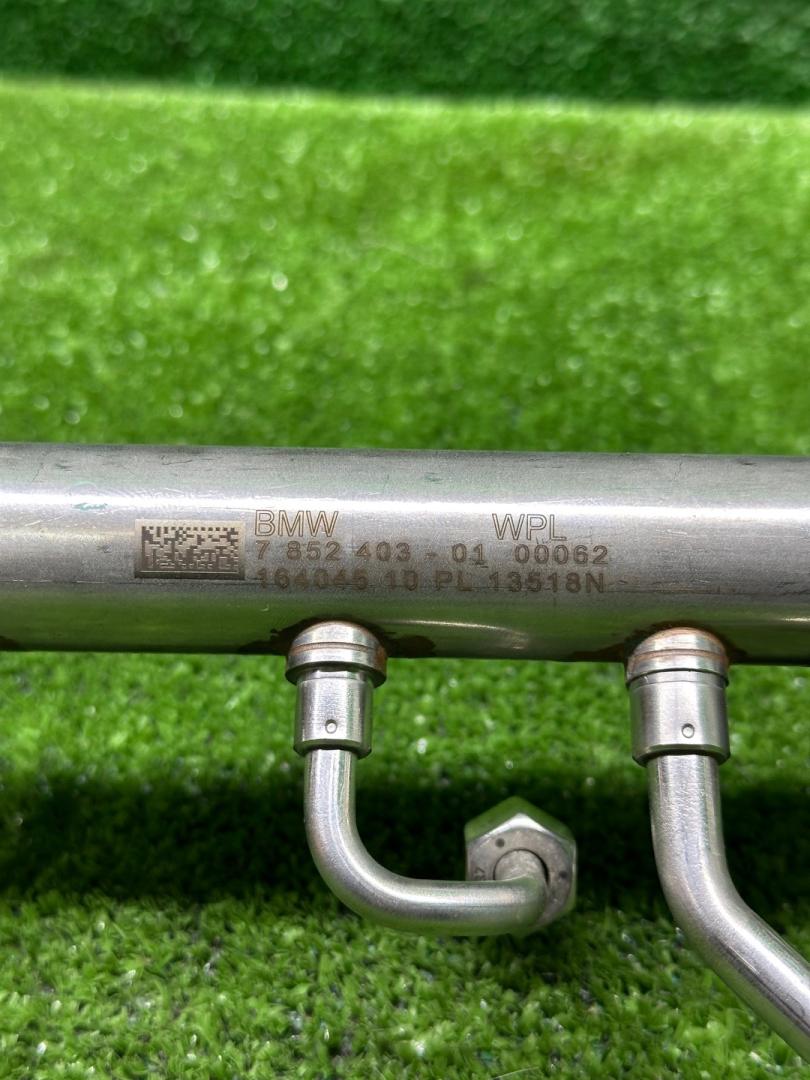 BMW WPL
7 852 403 - 01 00062
164045 10 PL 13518N